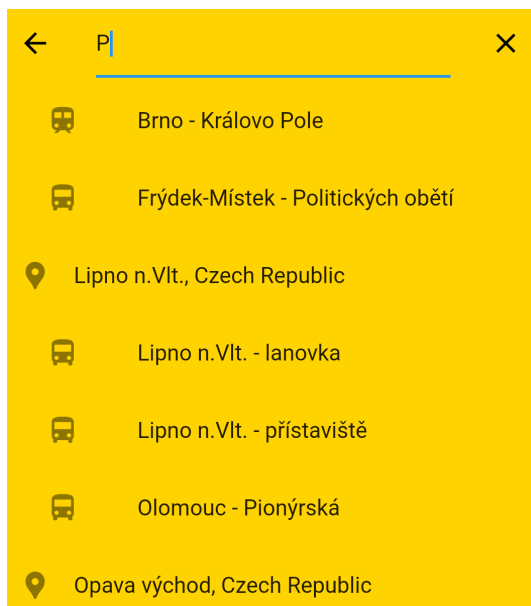 P
Brno - Královo Pole
Frýdek-Místek - Politických obětí
Lipno n.Vlt., Czech Republic
Lipno n.Vlt. - lanovka
Lipno n.Vlt. - přístaviště
Olomouc - Pionýrská
Opava východ, Czech Republic